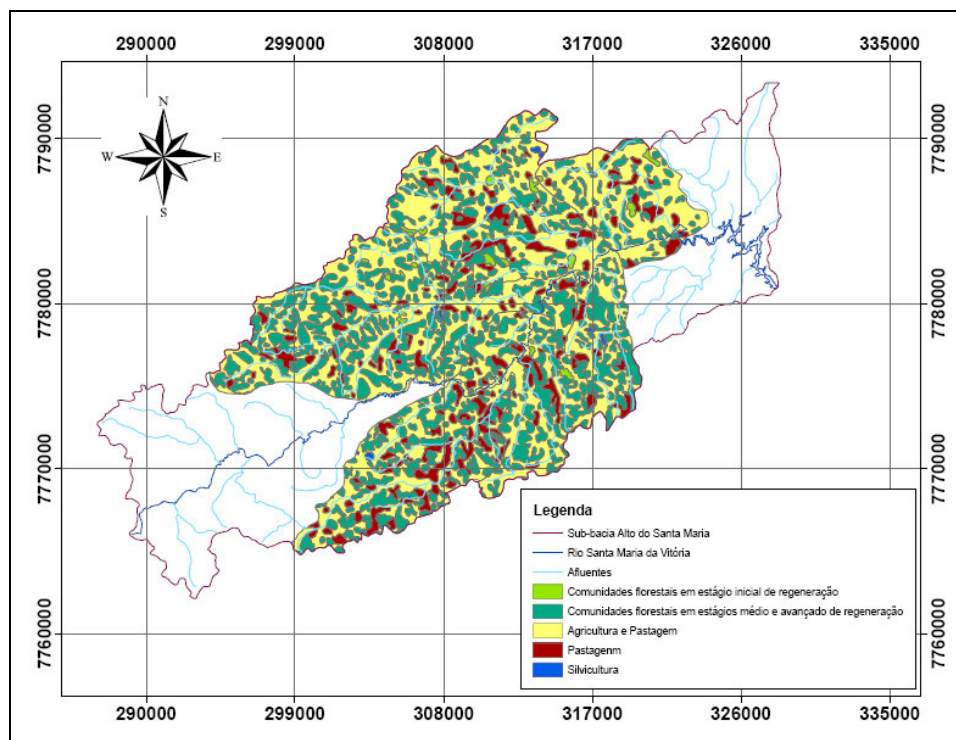 290000 299000 308000 317000 326000 335000
N
W E
S
7790000 7790000
7780000 7780000
7770000 7770000
7760000 7760000
Legenda
Sub-bacia Alto do Santa Maria
Rio Santa Maria da Vitória
Afluentes
Comunidades florestais em estágio inicial de regeneração
Comunidades florestais em estágios médio e avançado de regeneração
Agricultura e Pastagem
Pastagenm
Silvicultura
290000 299000 308000 317000 326000 335000